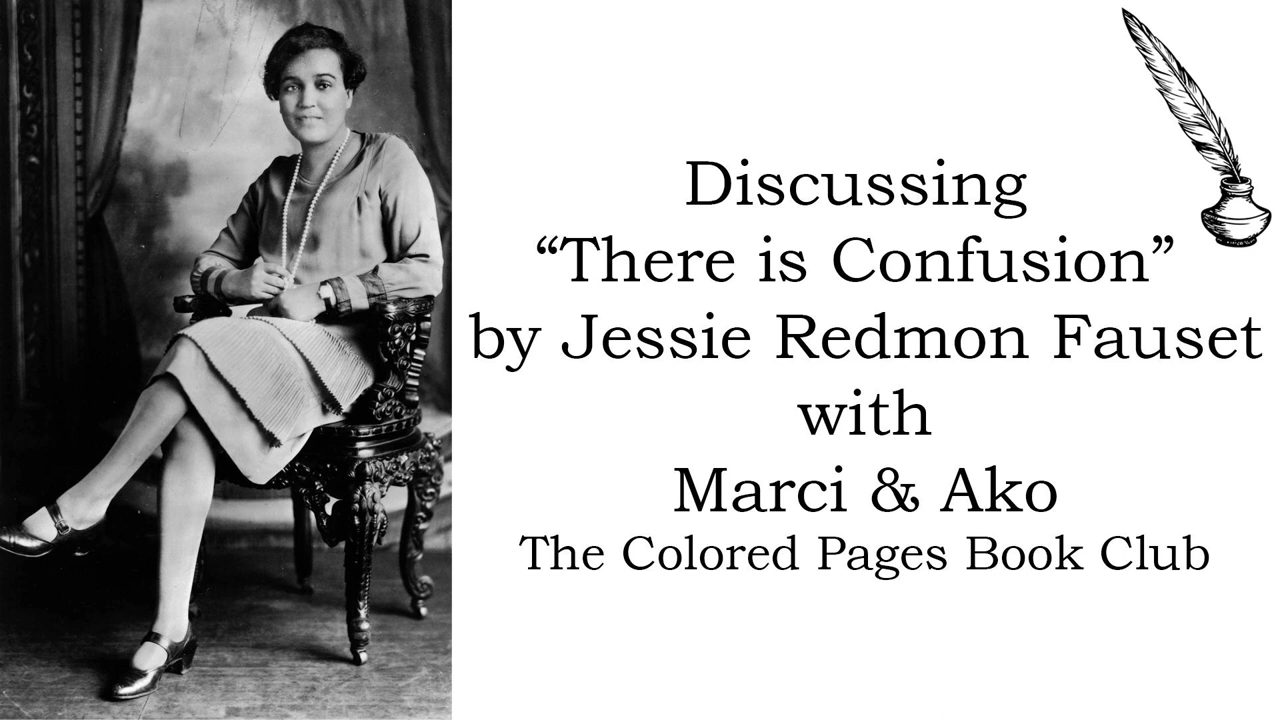 Discussing
“There is Confusion”
by Jessie Redmon Fauset
with
Marci & Ako
The Colored Pages Book Club